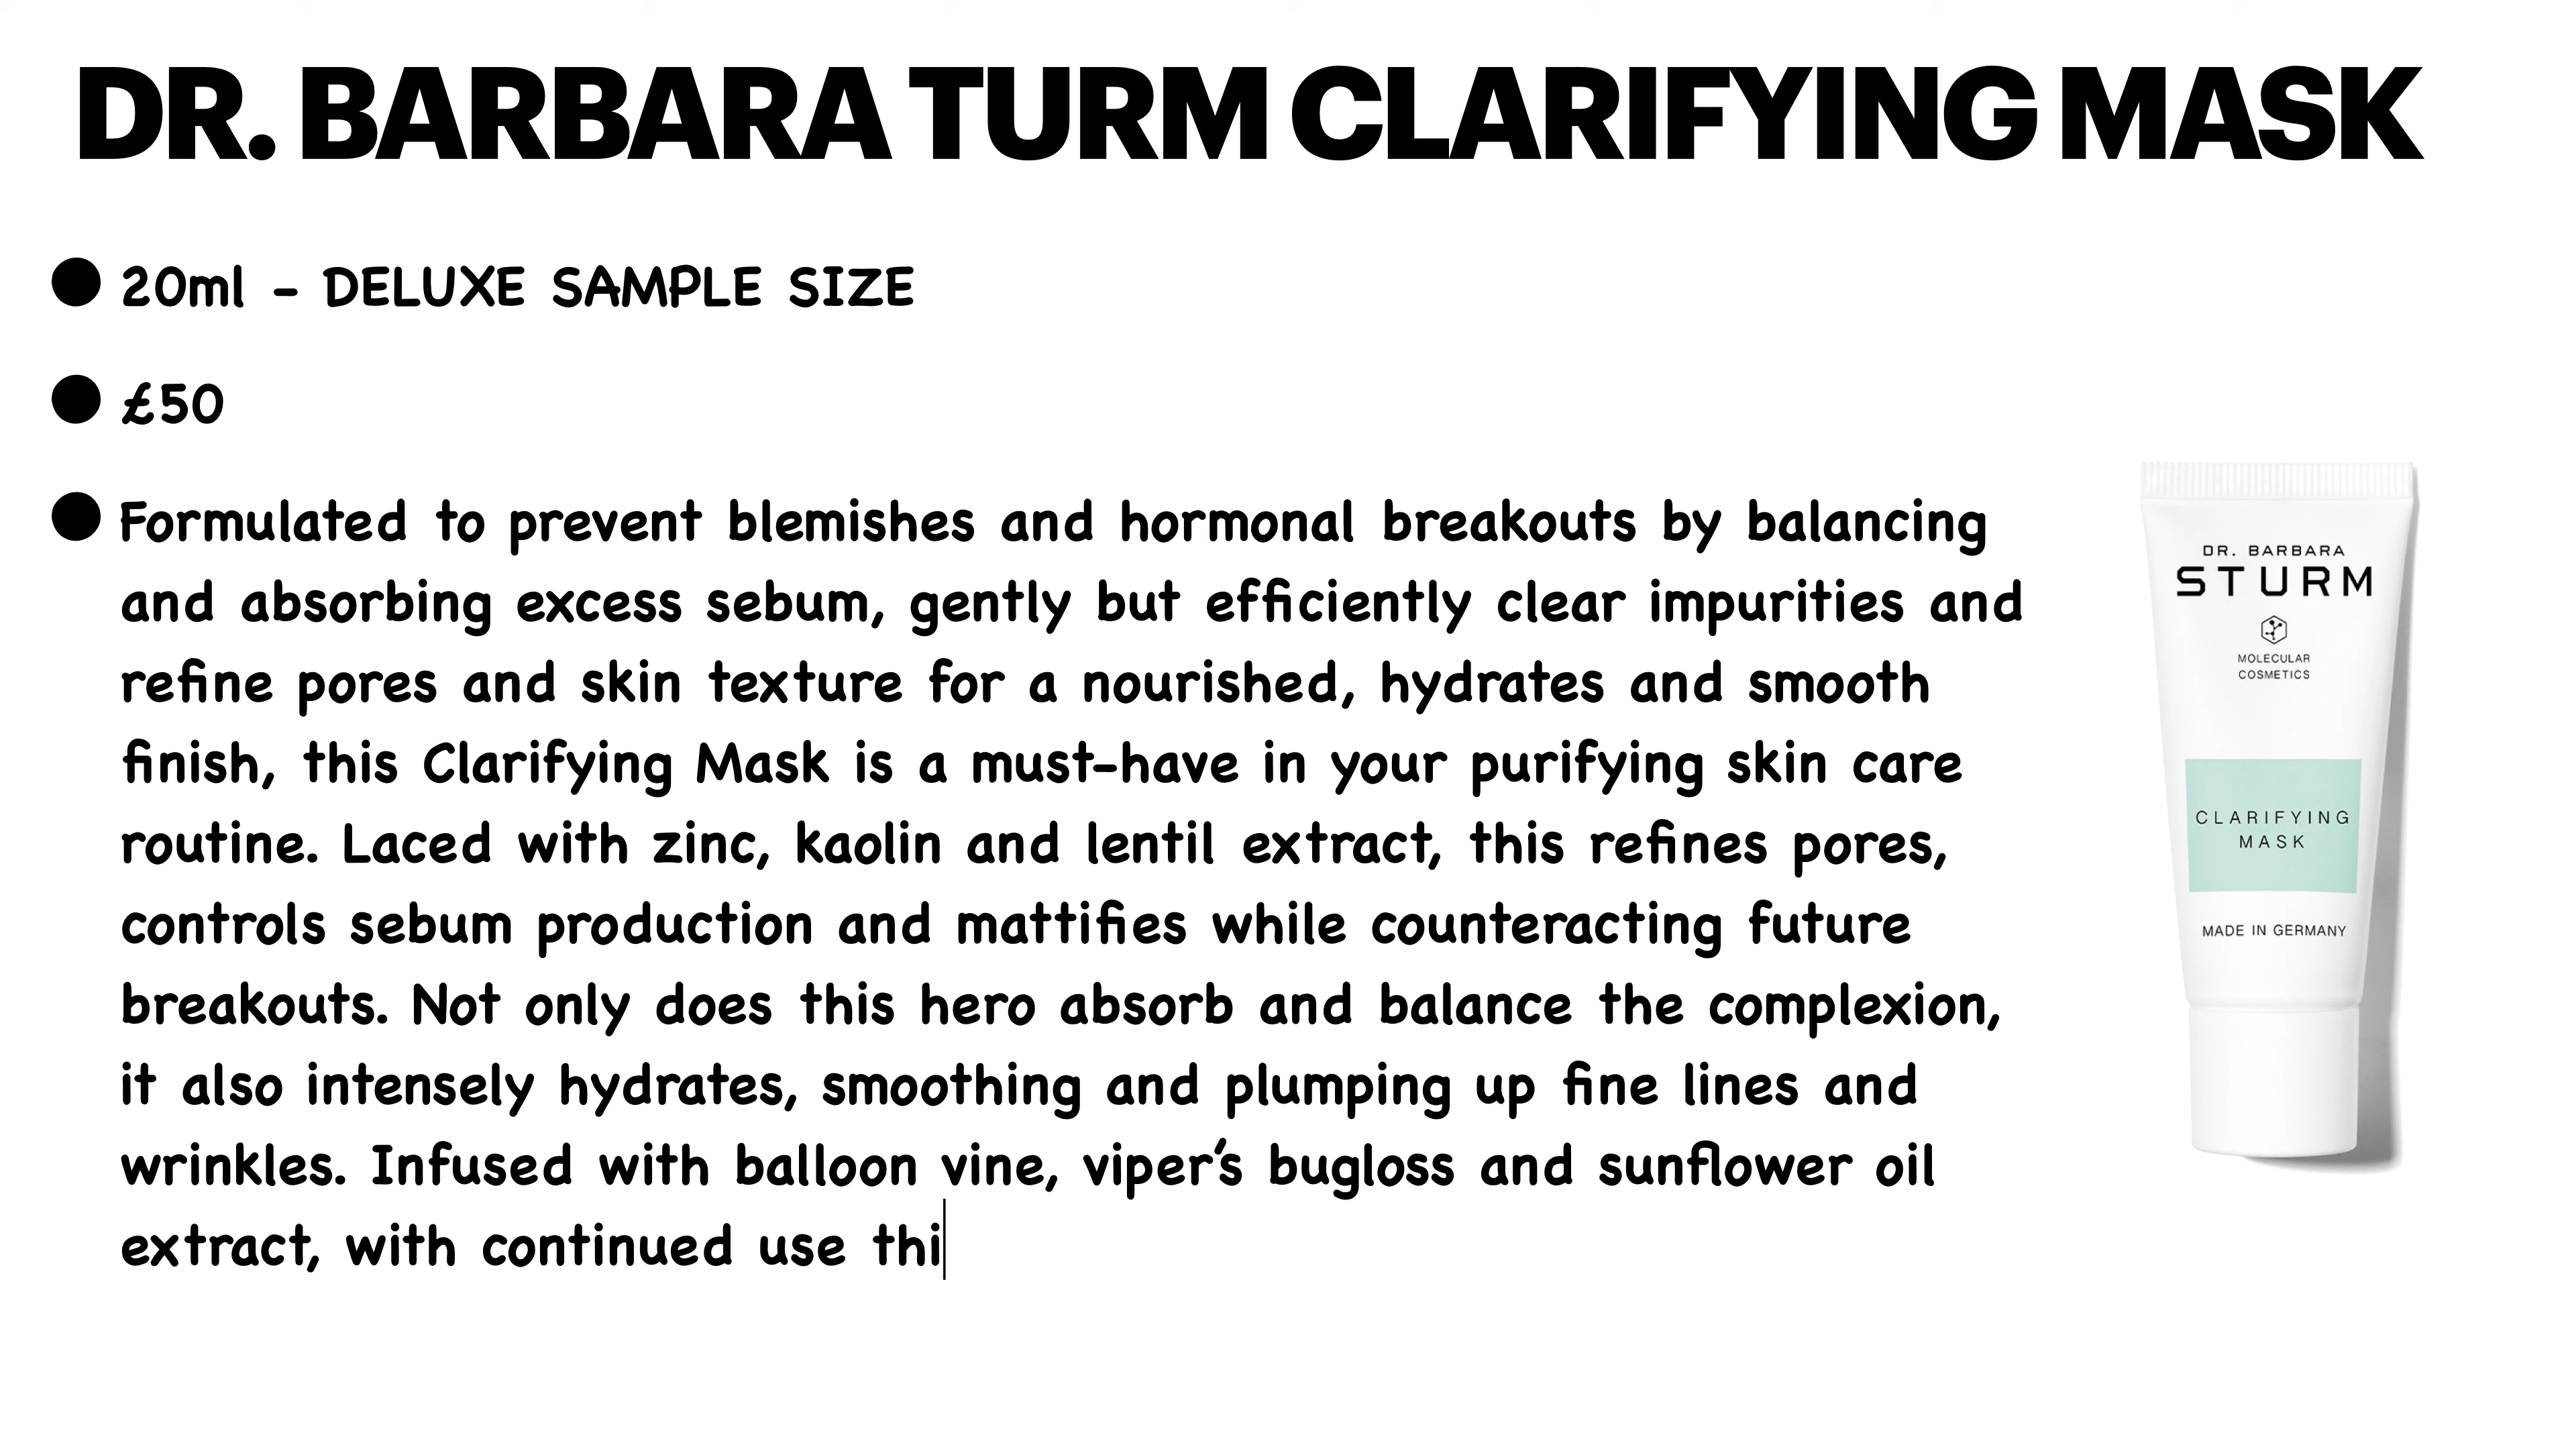 DR. BARBARA TURM CLARIFYING MASK
20ml - DELUXE SAMPLE SIZE
£50
Formulated to prevent blemishes and hormonal breakouts by balancing
and absorbing excess sebum, gently but efficiently clear impurities and
refine pores and skin texture for a nourished, hydrates and smooth
finish, this Clarifying Mask is a must-have in your purifying skin care
routine. Laced with zinc, kaolin and lentil extract, this refines pores,
controls sebum production and mattifies while counteracting future
breakouts. Not only does this hero absorb and balance the complexion,
it also intensely hydrates, smoothing and plumping up fine lines and
wrinkles. Infused with balloon vine, viper’s bugloss and sunflower oil
extract, with continued use thi
DR. BARBARA
STURM
MOLECULAR
COSMETICS
CLARIFYING
MASK
MADE IN GERMANY